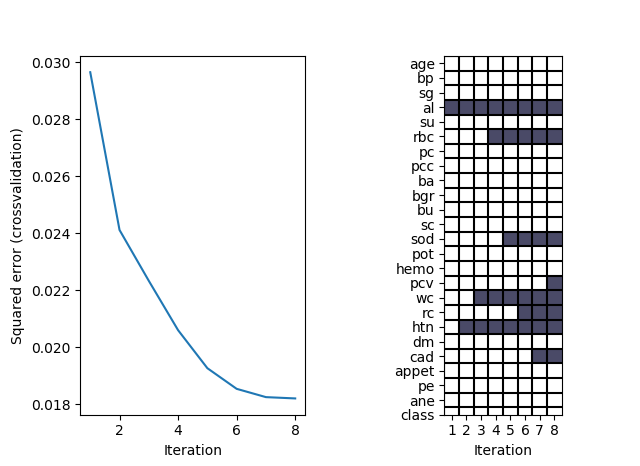 0.030
0.028
0.026
0.024
0.022
0.020
0.018
Squared error (crossvalidation)
2 4 6 8
Iteration
age
bp
sg
al
su
rbc
pc
pcc
ba
bgr
bu
sc
sod
pot
hemo
pcv
wc
rc
htn
dm
cad
appet
pe
ane
class
1 2 3 4 5 6 7 8
Iteration